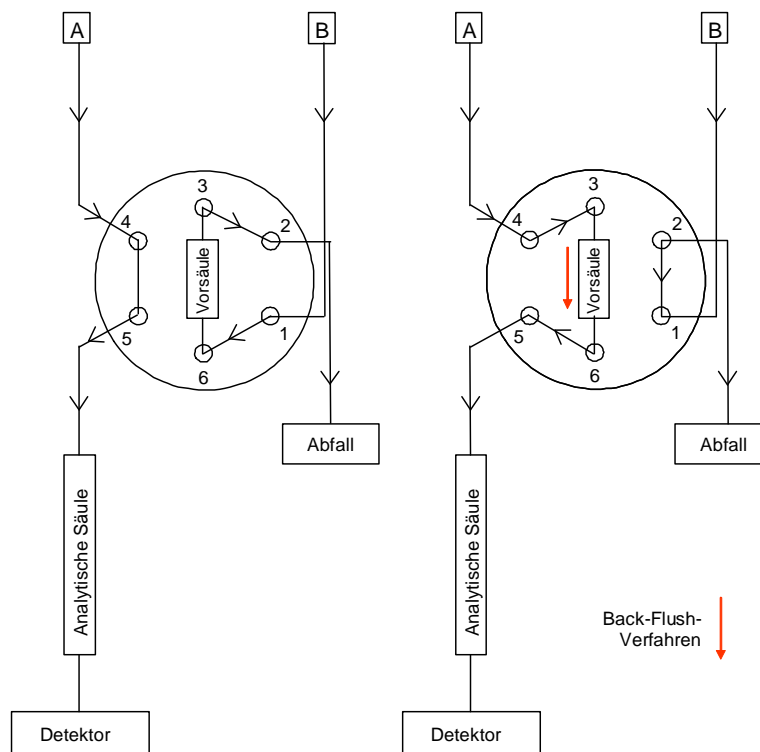 A
B
3
4
2
Vorsäule
5
1
6
Abfall
Analytische Säule
Detektor
A
B
3
4
2
Vorsäule
5
1
6
Abfall
Analytische Säule
Back-Flush-
Verfahren
Detektor